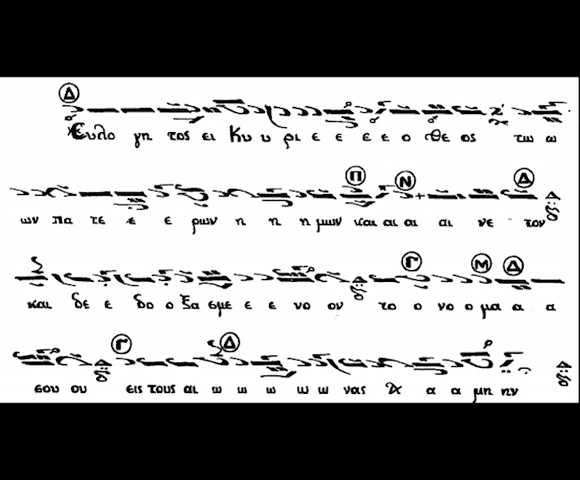 Δ
Ευλο γη τος ει Κυ υ ρι ε ε ε ε ο Θε ος τω ω
Π Ν Δ
ων πα τε ε ε ρων η η η μων και αι αι αι νε τον
Γ Μ Δ
και δε ε δο ο ξα σμε ε ε νο ον το ο νο ο μα α α
Γ Δ
σου ου εις τους αι ω ω ω ω ω νας α α μην ην